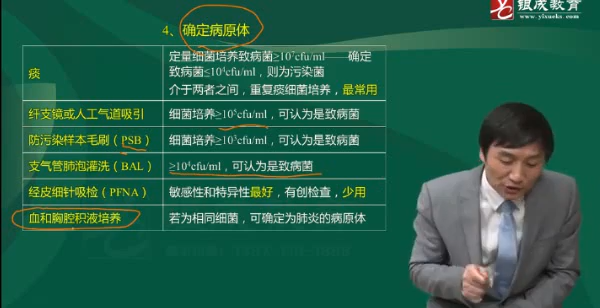 银成教育
www.yixueks.com
4、确定病原体
痰
定量细菌培养致病菌≥10⁷cfu/ml——确定
致病菌≤10⁴cfu/ml，则为污染菌
介于两者之间，重复痰细菌培养，最常用
纤支镜或人工气道吸引
细菌培养≥10⁵cfu/ml，可认为是致病菌
防污染样本毛刷（PSB）
细菌培养≥10³cfu/ml，可认为是致病菌
支气管肺泡灌洗（BAL）
≥10⁴cfu/ml，可认为是致病菌
经皮细针吸检（PFNA）
敏感性和特异性最好，有创检查，少用
血和胸腔积液培养
若为相同细菌，可确定为肺炎的病原体